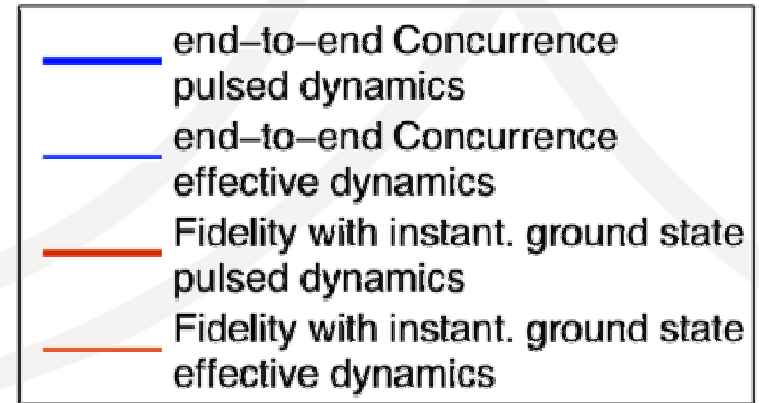 end–to–end Concurrence
pulsed dynamics
end–to–end Concurrence
effective dynamics
Fidelity with instant. ground state
pulsed dynamics
Fidelity with instant. ground state
effective dynamics